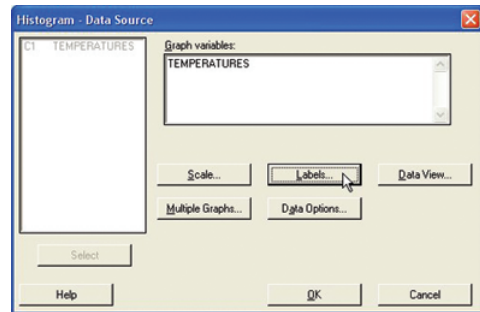 Histogram - Data Source
C1 TEMPERATURES
Graph variables:
TEMPERATURES
Scale... Labels... Data View...
Multiple Graphs... Data Options...
Select
Help OK Cancel